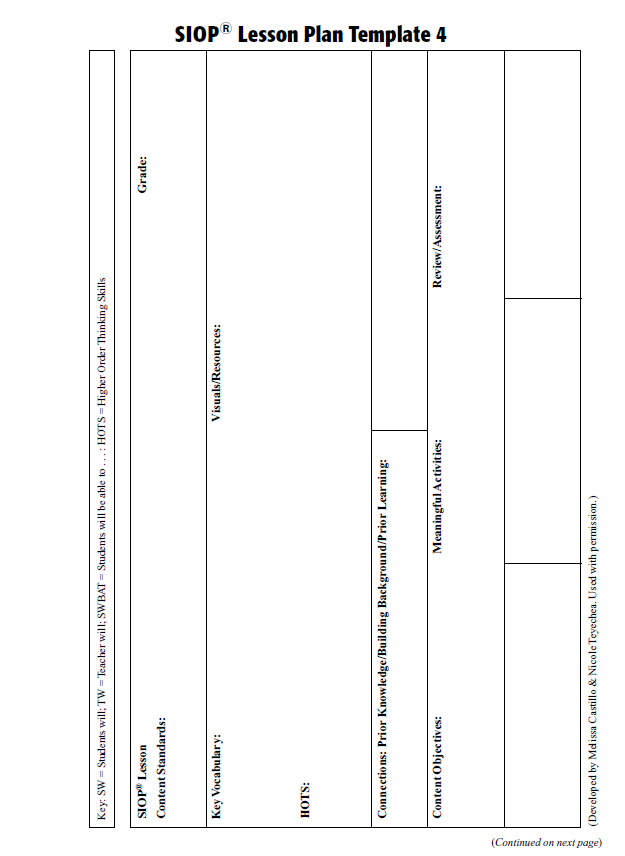 SIOP® Lesson Plan Template 4
Key: SW = Students will; TW = Teacher will; SWBAT = Students will be able to . . .; HOTS = Higher Order Thinking Skills
SIOP® Lesson Grade:
Content Standards:
Key Vocabulary: Visuals/Resources:
HOTS:
Connections: Prior Knowledge/Building Background/Prior Learning:
Content Objectives: Meaningful Activities: Review/Assessment:
(Developed by Melissa Castillo & Nicole Teyechea. Used with permission.)
(Continued on next page)